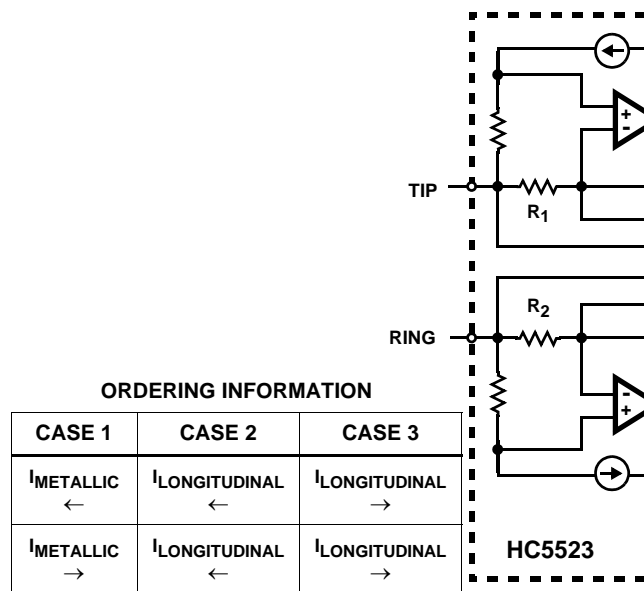 TIP
R1
R2
RING
ORDERING INFORMATION
CASE 1 CASE 2 CASE 3
IMETALLIC ILONGITUDINAL ILONGITUDINAL
← ← →
IMETALLIC ILONGITUDINAL ILONGITUDINAL
→ ← →
HC5523